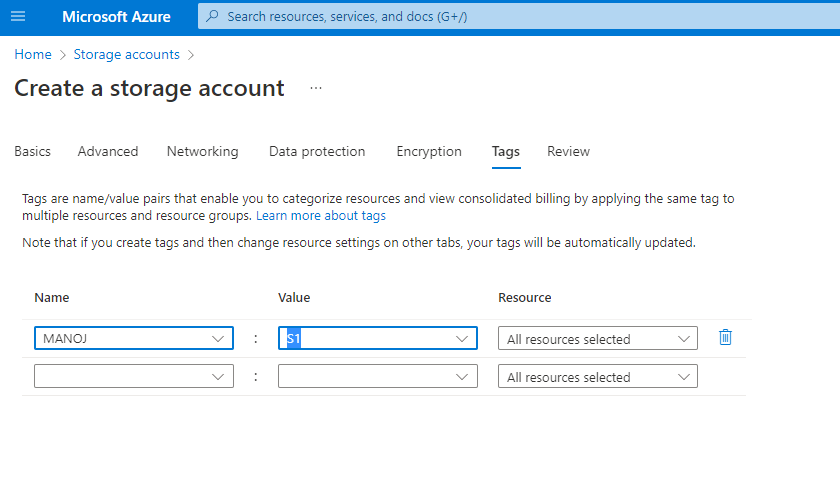 Microsoft Azure
Search resources, services, and docs (G+/)
Home > Storage accounts >
Create a storage account ...
Basics Advanced Networking Data protection Encryption Tags Review
Tags are name/value pairs that enable you to categorize resources and view consolidated billing by applying the same tag to
multiple resources and resource groups. Learn more about tags
Note that if you create tags and then change resource settings on other tabs, your tags will be automatically updated.
Name Value Resource
MANOJ : S1 All resources selected
: All resources selected